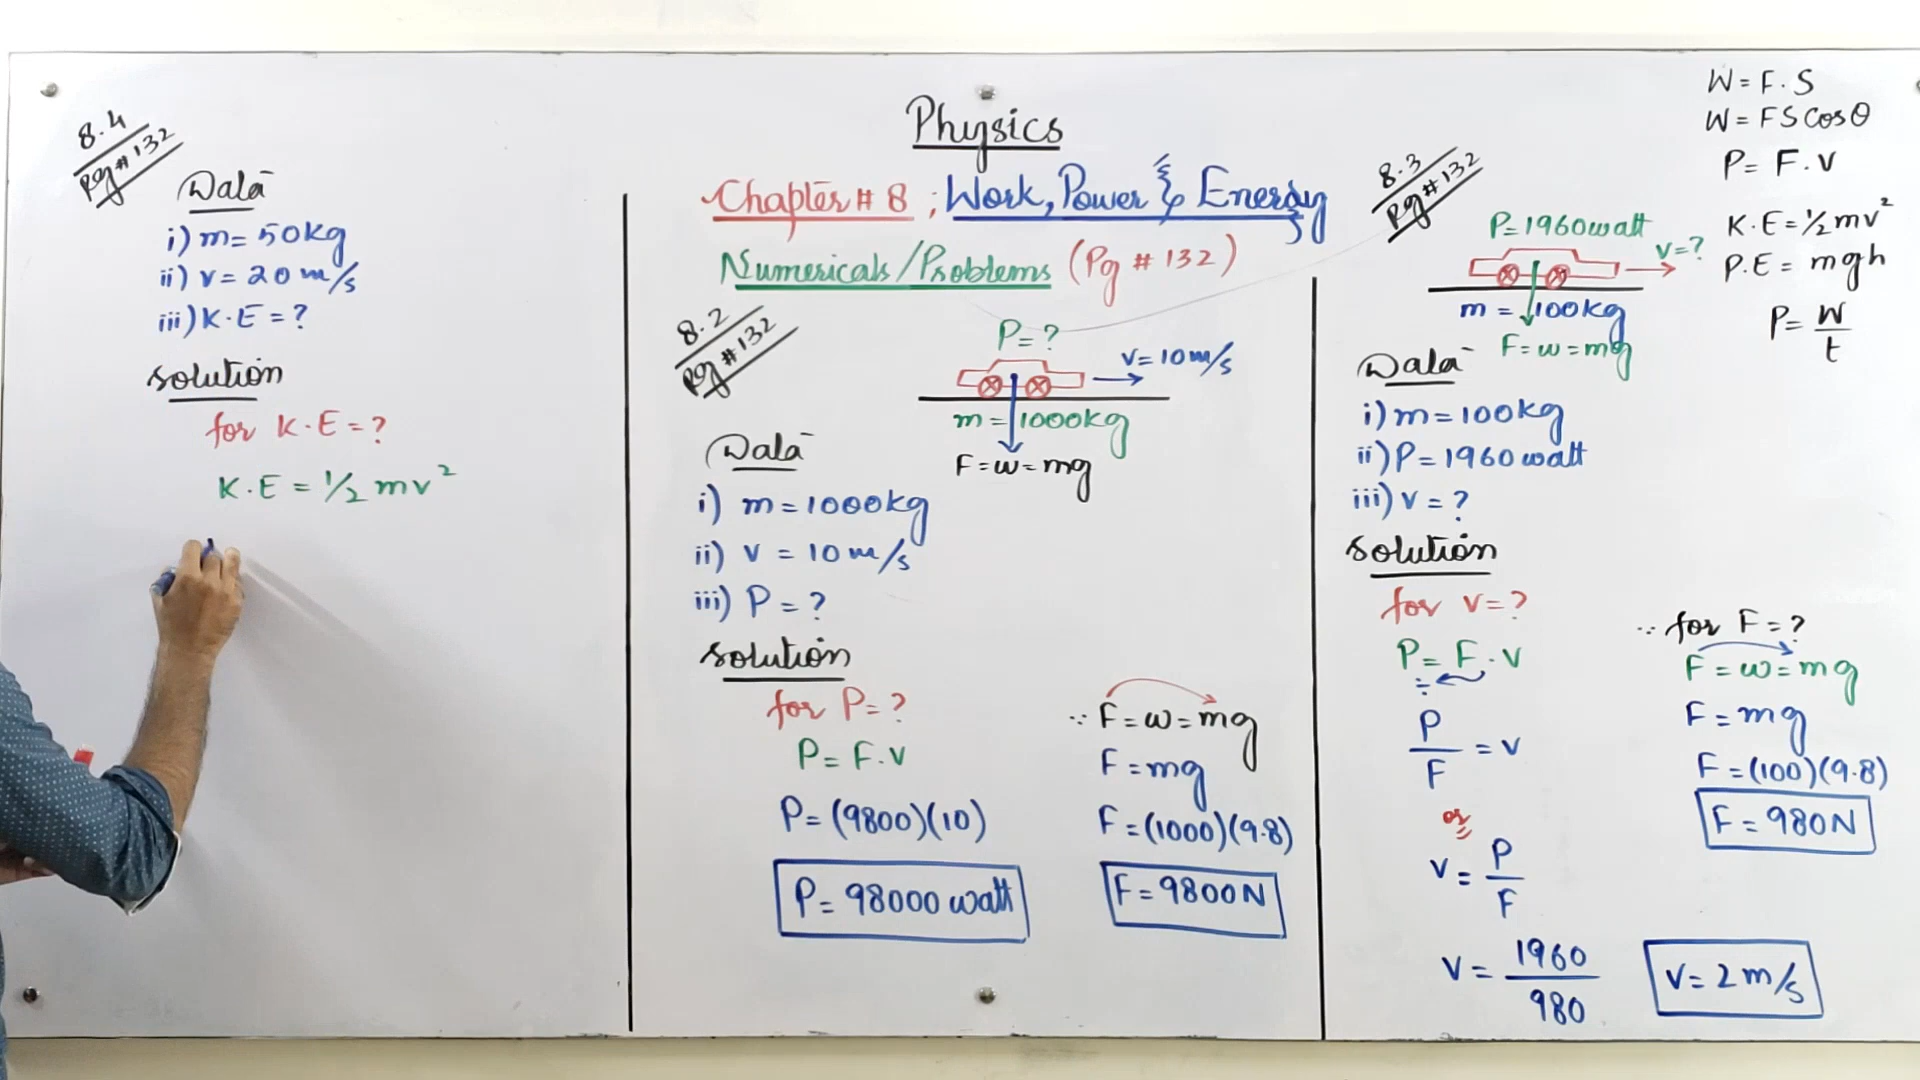 Physics
Chapter # 8 ; Work, Power & Energy
Numericals/Problems (Pg # 132)
8.4
Pg # 132
Data
i) m = 50kg
ii) v = 20 m/s
iii) K.E = ?
Solution
for K.E = ?
K.E = 1/2 mv²
8.2
Pg # 132
P = ?
v = 10 m/s
m = 1000kg
F = w = mg
Data
i) m = 1000kg
ii) v = 10 m/s
iii) P = ?
Solution
for P = ?
P = F.v
P = (9800)(10)
P = 98000 watt
∵ F = w = mg
F = mg
F = (1000)(9.8)
F = 9800N
8.3
Pg # 132
P = 1960 watt
v = ?
m = 100kg
F = w = mg
Data
i) m = 100kg
ii) P = 1960 watt
iii) v = ?
Solution
for v = ?
P = F.v
÷
P/F = v
or
v = P/F
v = 1960/980
v = 2 m/s
∵ for F = ?
F = w = mg
F = mg
F = (100)(9.8)
F = 980N
W = F.S
W = FS Cos θ
P = F.v
K.E = 1/2 mv²
P.E = mgh
P = W/t